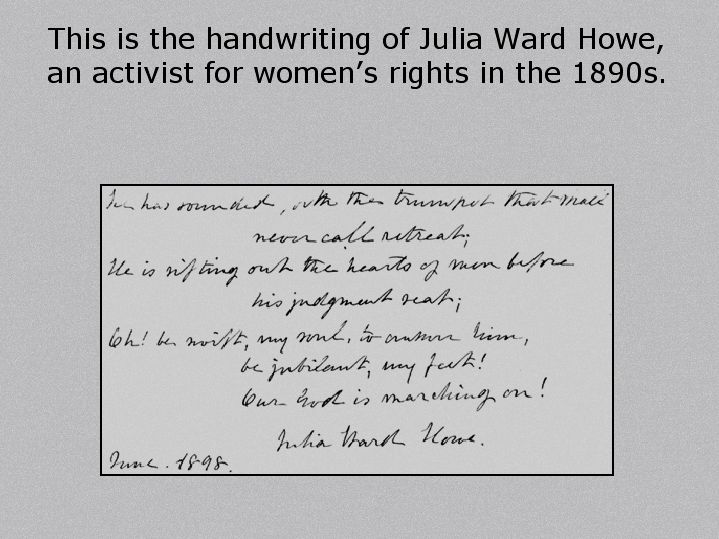 This is the handwriting of Julia Ward Howe,
an activist for women’s rights in the 1890s.
He has sounded, with the trumpet that shall
never call retreat;
He is sifting out the hearts of men before
his judgment seat;
Oh! be swift, my soul, to answer him,
be jubilant, my feet!
Our God is marching on!
Julia Ward Howe.
June. 1898.